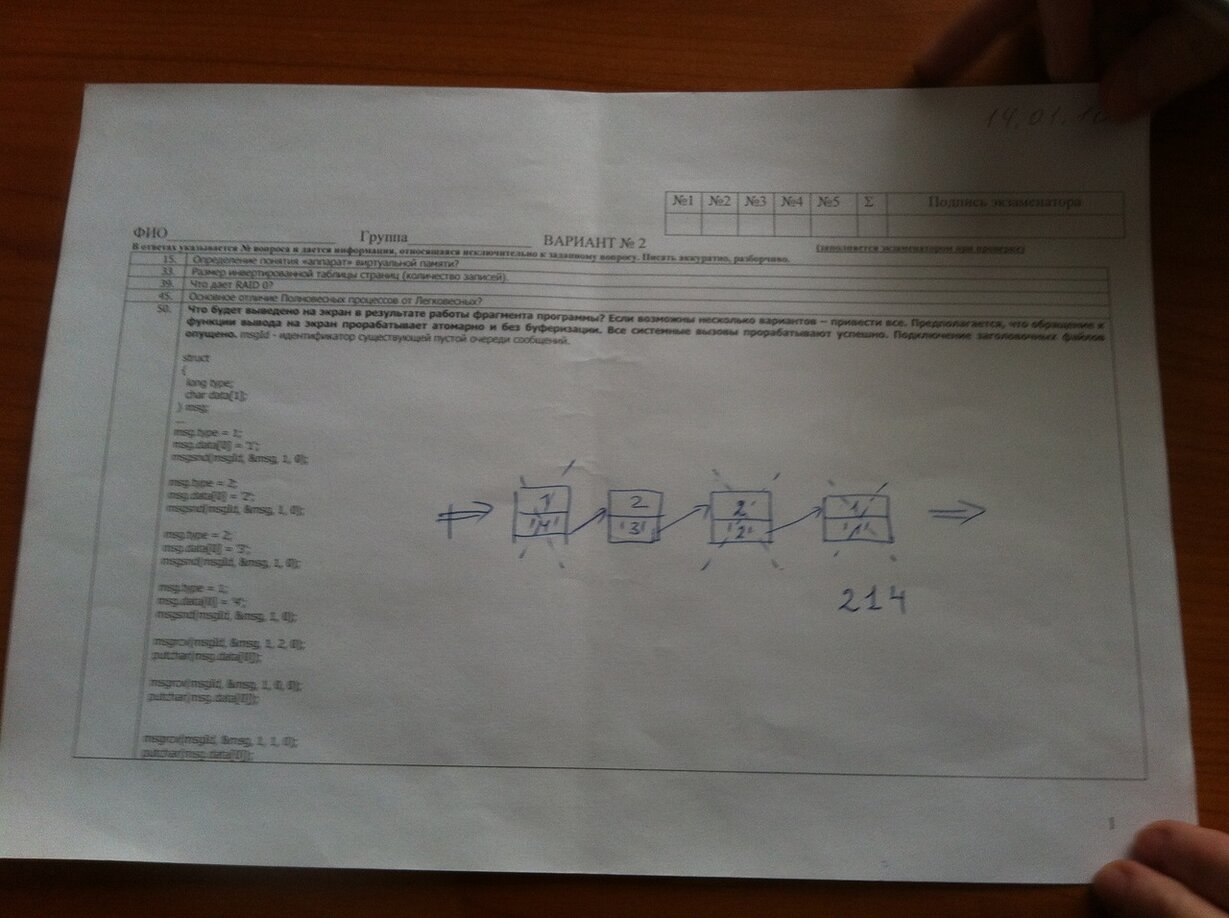 14.01.1
№1 №2 №3 №4 №5 Σ Подпись экзаменатора
ФИО____________ Группа____________ ВАРИАНТ № 2 (заполняется экзаменатором при проверке)
В ответах указывается № вопроса и дается информация, относящаяся исключительно к заданному вопросу. Писать аккуратно, разборчиво.
15. Определение понятия «аппарат» виртуальной памяти?
33. Размер инвертированной таблицы страниц (количество записей).
39. Что дает RAID 0?
45. Основное отличие Полновесных процессов от Легковесных?
50. Что будет выведено на экран в результате работы фрагмента программы? Если возможны несколько вариантов – привести все. Предполагается, что обращение к
функции вывода на экран прорабатывает атомарно и без буферизации. Все системные вызовы прорабатывают успешно. Подключение заголовочных файлов
опущено. msgId - идентификатор существующей пустой очереди сообщений.
struct
{
long type;
char data[1];
} msg;
...
msg.type = 1;
msg.data[0] = '1';
msgsnd(msgId, &msg, 1, 0);
msg.type = 2;
msg.data[0] = '2';
msgsnd(msgId, &msg, 1, 0);
msg.type = 2;
msg.data[0] = '3';
msgsnd(msgId, &msg, 1, 0);
msg.type = 1;
msg.data[0] = '4';
msgsnd(msgId, &msg, 1, 0);
msgrcv(msgId, &msg, 1, 2, 0);
putchar(msg.data[0]);
msgrcv(msgId, &msg, 1, 0, 0);
putchar(msg.data[0]);
msgrcv(msgId, &msg, 1, 1, 0);
putchar(msg.data[0]);
1 2 2 1
'4' '3' '2' '1'
214
1